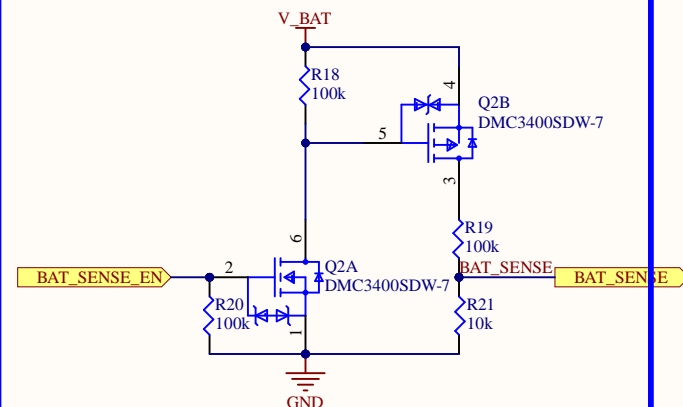 V_BAT
R18
100k
4
Q2B
DMC3400SDW-7
5
3
R19
100k
6
BAT_SENSE_EN
2
Q2A
DMC3400SDW-7
BAT_SENSE
BAT_SENSE
R20
100k
1
R21
10k
GND